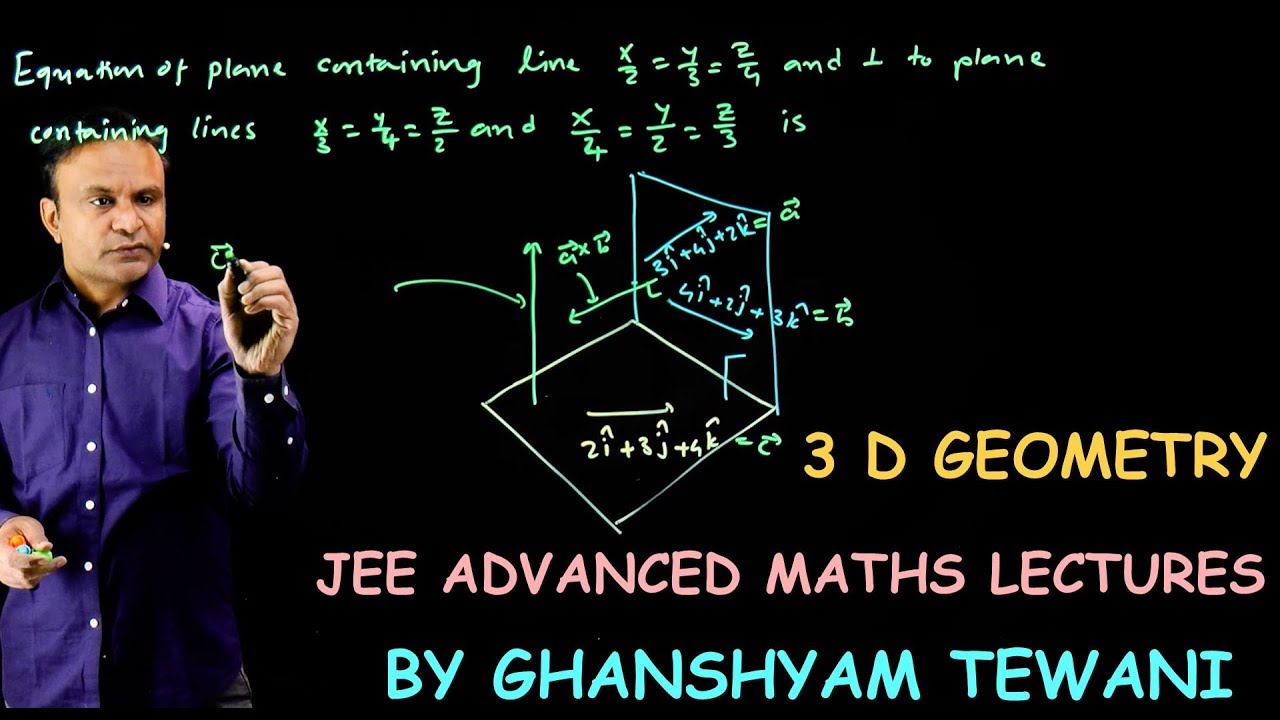 Equation of plane containing line x/2 = y/3 = z/4 and ⊥ to plane
containing lines x/3 = y/4 = z/2 and x/4 = y/2 = z/3 is
c⃗
a⃗ × b⃗
3î + 4ĵ + 2k̂ = a⃗
4î + 2ĵ + 3k̂ = b⃗
2î + 3ĵ + 4k̂ = c⃗
3 D GEOMETRY
JEE ADVANCED MATHS LECTURES
BY GHANSHYAM TEWANI